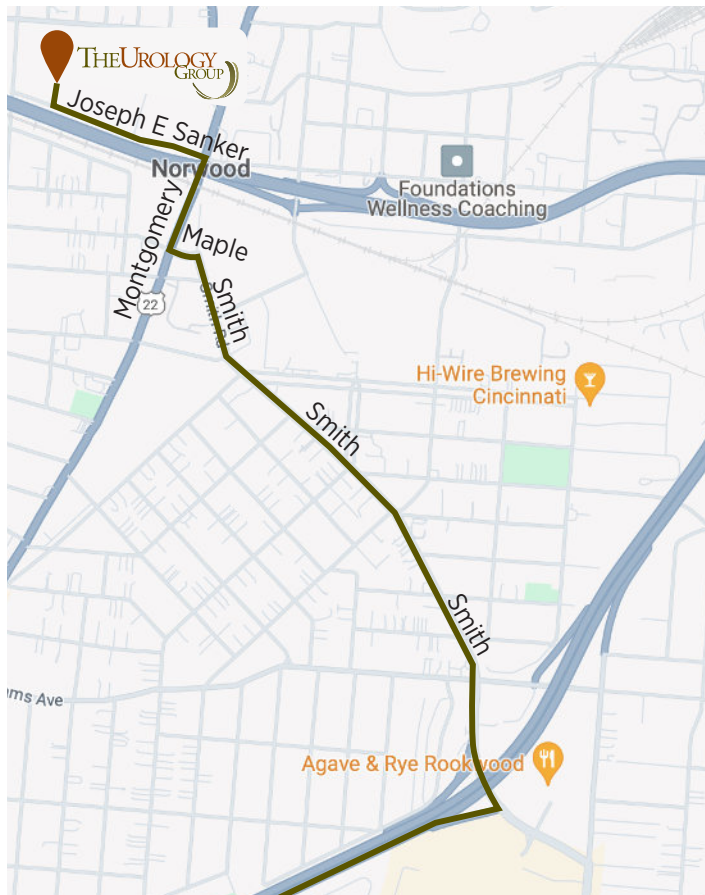 THEUROLOGY
GROUP
Joseph E Sanker
Norwood
Foundations
Wellness Coaching
Montgomery
Maple
22
Smith
Smith Rd
Hi-Wire Brewing
Cincinnati
Smith
Smith
ms Ave
Agave & Rye Rookwood